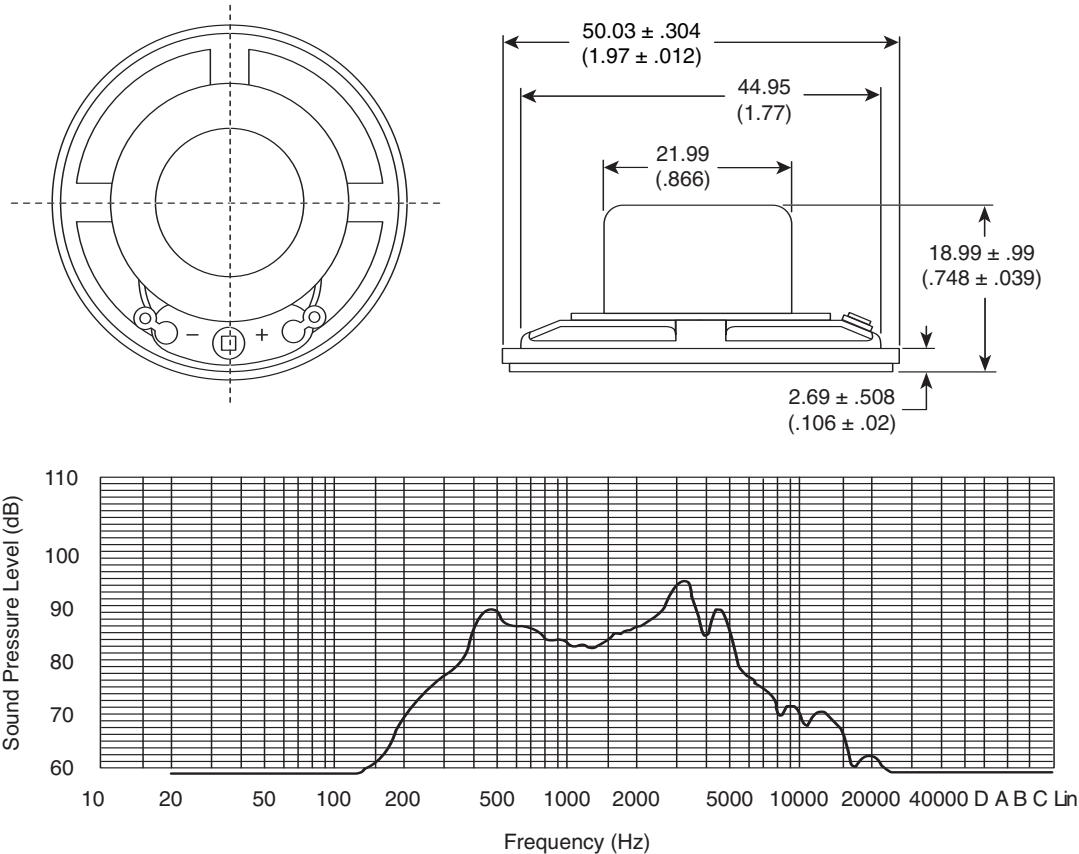 50.03 ± .304
(1.97 ± .012)
44.95
(1.77)
21.99
(.866)
18.99 ± .99
(.748 ± .039)
− +
2.69 ± .508
(.106 ± .02)
110
100
90
80
70
60
Sound Pressure Level (dB)
10 20 50 100 200 500 1000 2000 5000 10000 20000 40000 D A B C Lin
Frequency (Hz)